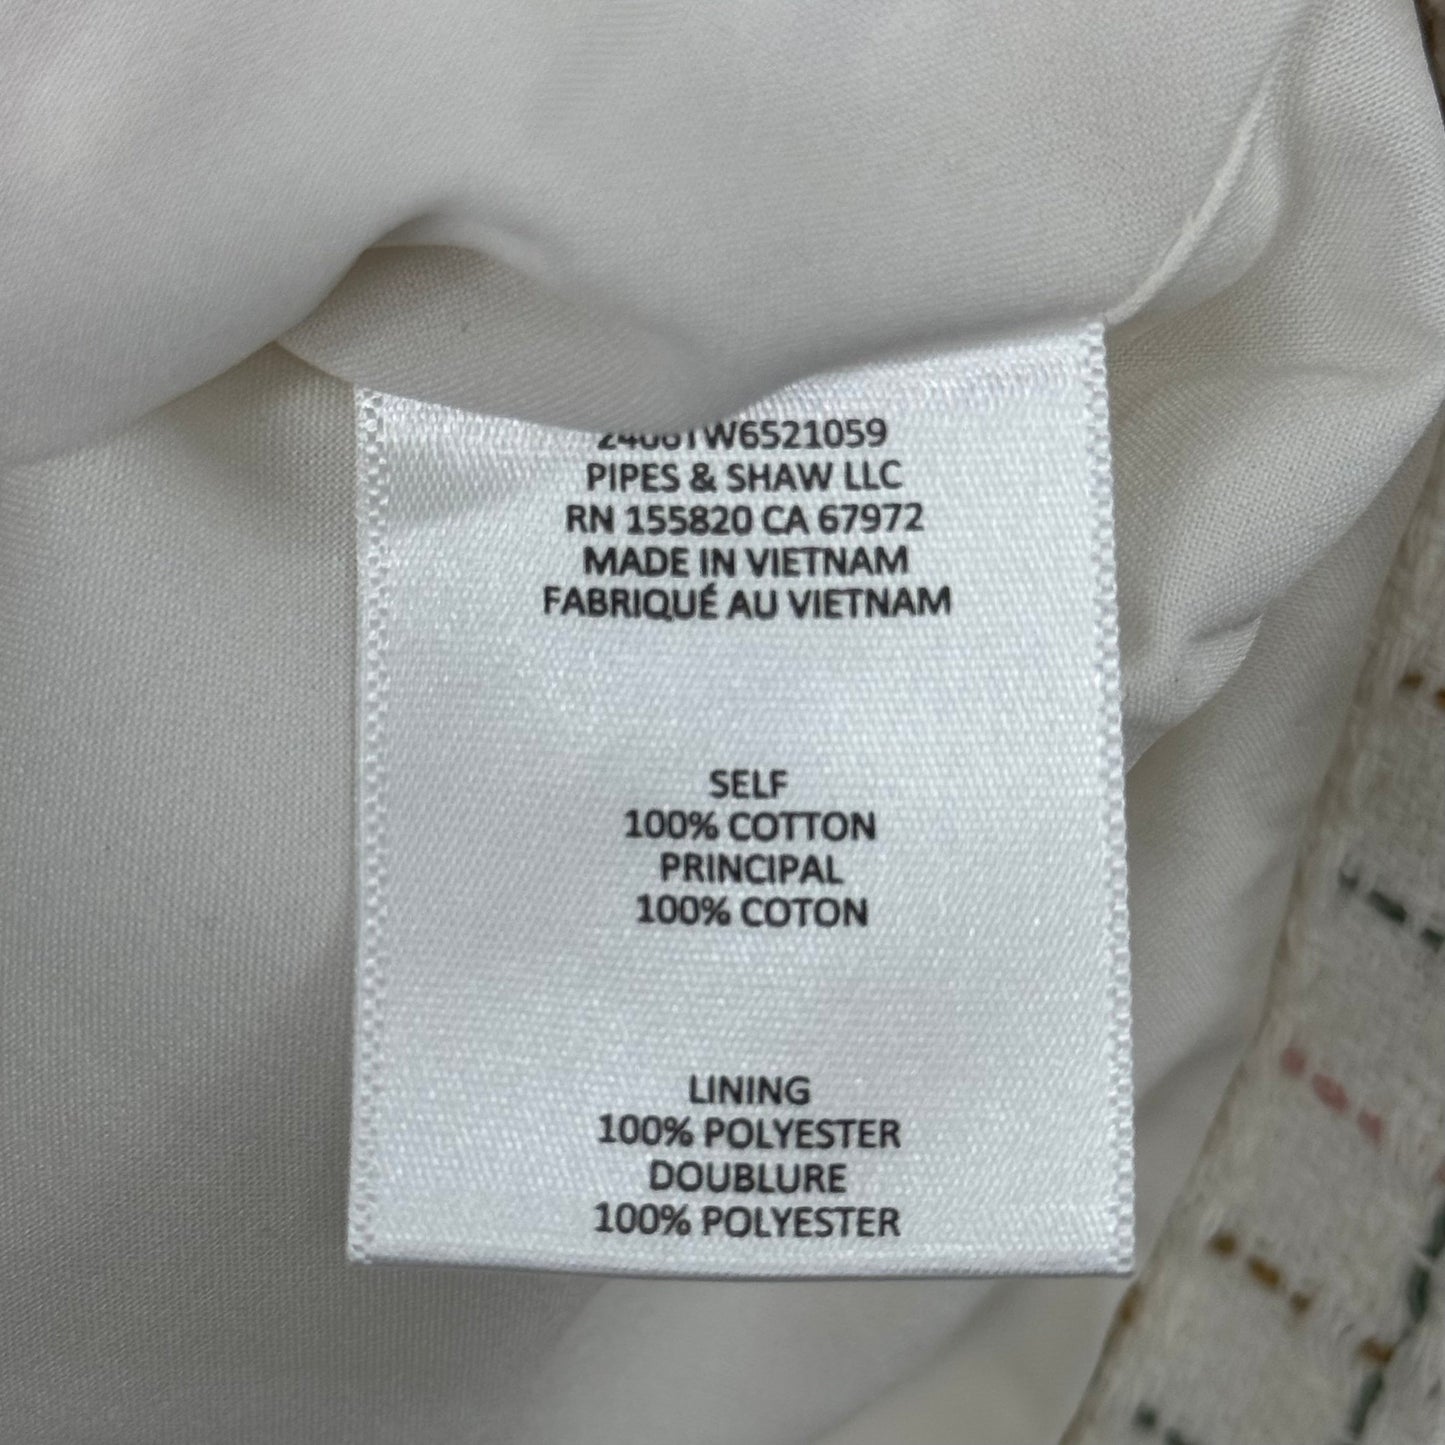 PIPES & SHAW LLC
RN 155820 CA 67972
MADE IN VIETNAM
FABRIQUÉ AU VIETNAM
SELF
100% COTTON
PRINCIPAL
100% COTON
LINING
100% POLYESTER
DOUBLURE
100% POLYESTER